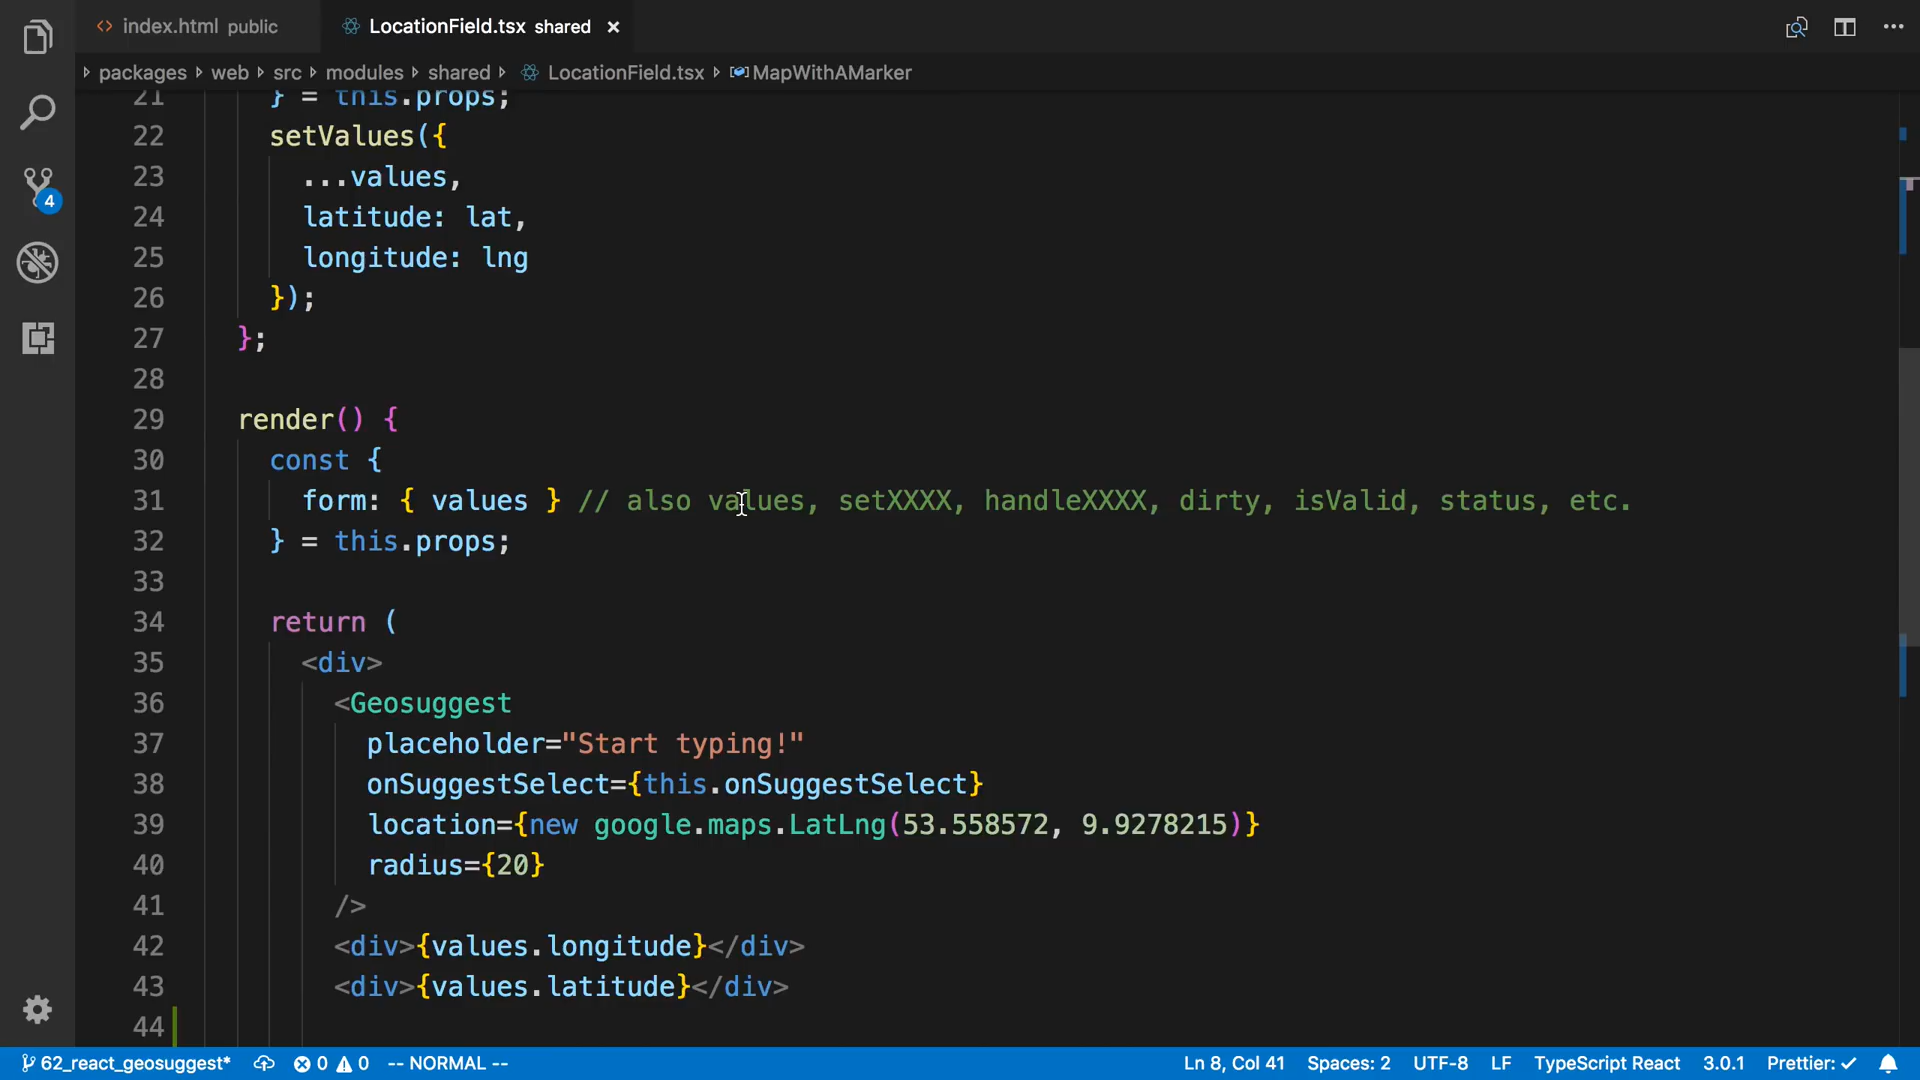 index.html public
LocationField.tsx shared ×
packages web src modules shared LocationField.tsx MapWithAMarker
21 } = this.props;
22 setValues({
23 ...values,
24 latitude: lat,
25 longitude: lng
26 });
27 };
28
29 render() {
30 const {
31 form: { values } // also values, setXXXX, handleXXXX, dirty, isValid, status, etc.
32 } = this.props;
33
34 return (
35 <div>
36 <Geosuggest
37 placeholder="Start typing!"
38 onSuggestSelect={this.onSuggestSelect}
39 location={new google.maps.LatLng(53.558572, 9.9278215)}
40 radius={20}
41 />
42 <div>{values.longitude}</div>
43 <div>{values.latitude}</div>
44
4
62_react_geosuggest* 0 0 -- NORMAL -- Ln 8, Col 41 Spaces: 2 UTF-8 LF TypeScript React 3.0.1 Prettier: ✓